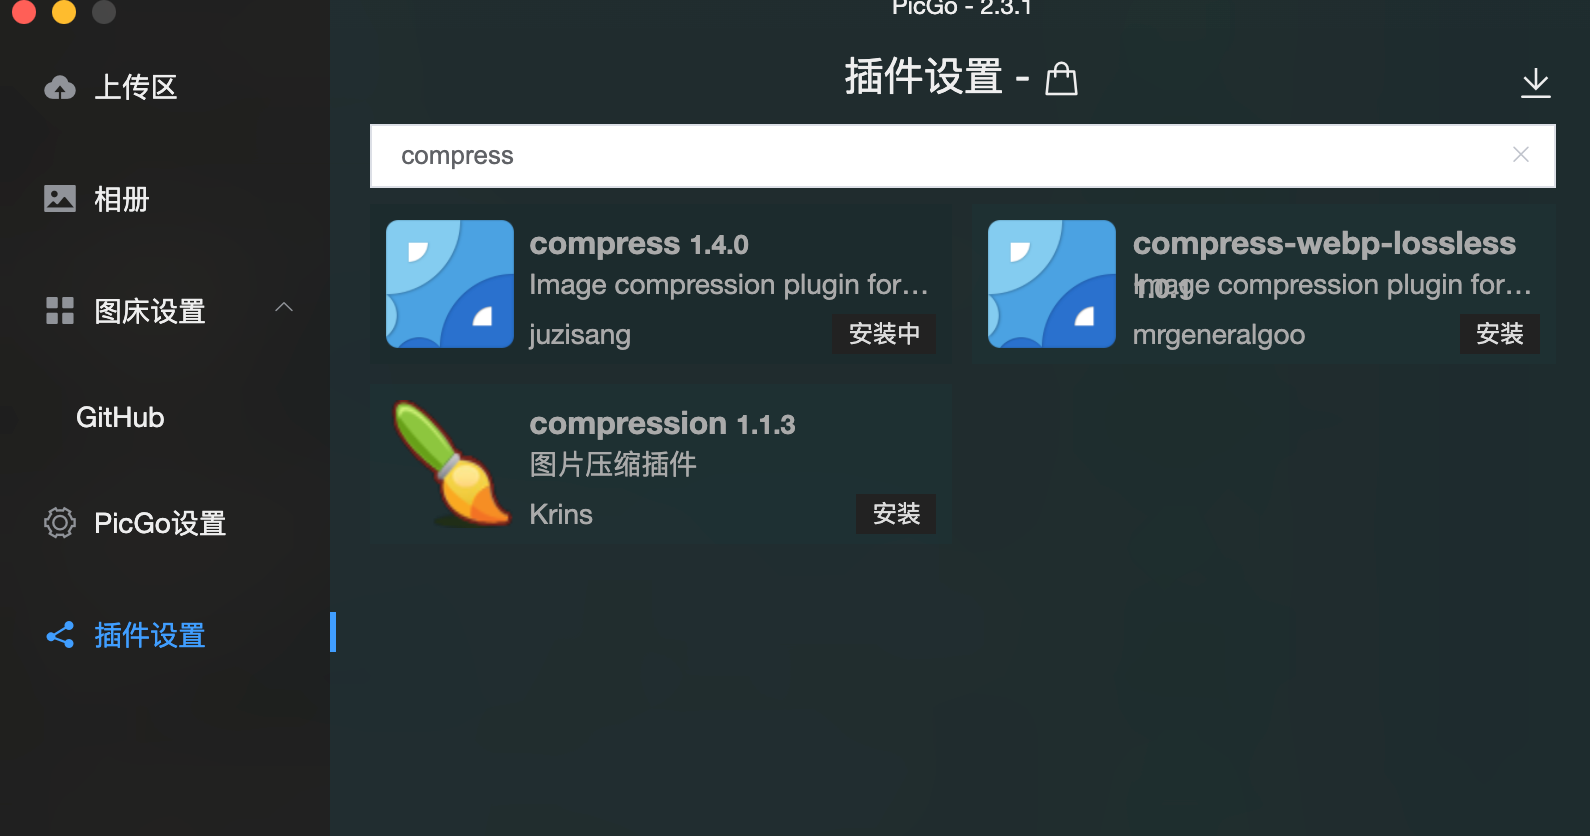 PicGo - 2.3.1
上传区
相册
图床设置
GitHub
PicGo设置
插件设置
插件设置 -
compress
compress 1.4.0
Image compression plugin for...
juzisang
安装中
compress-webp-lossless
1.0.1
Image compression plugin for...
mrgeneralgoo
安装
compression 1.1.3
图片压缩插件
Krins
安装